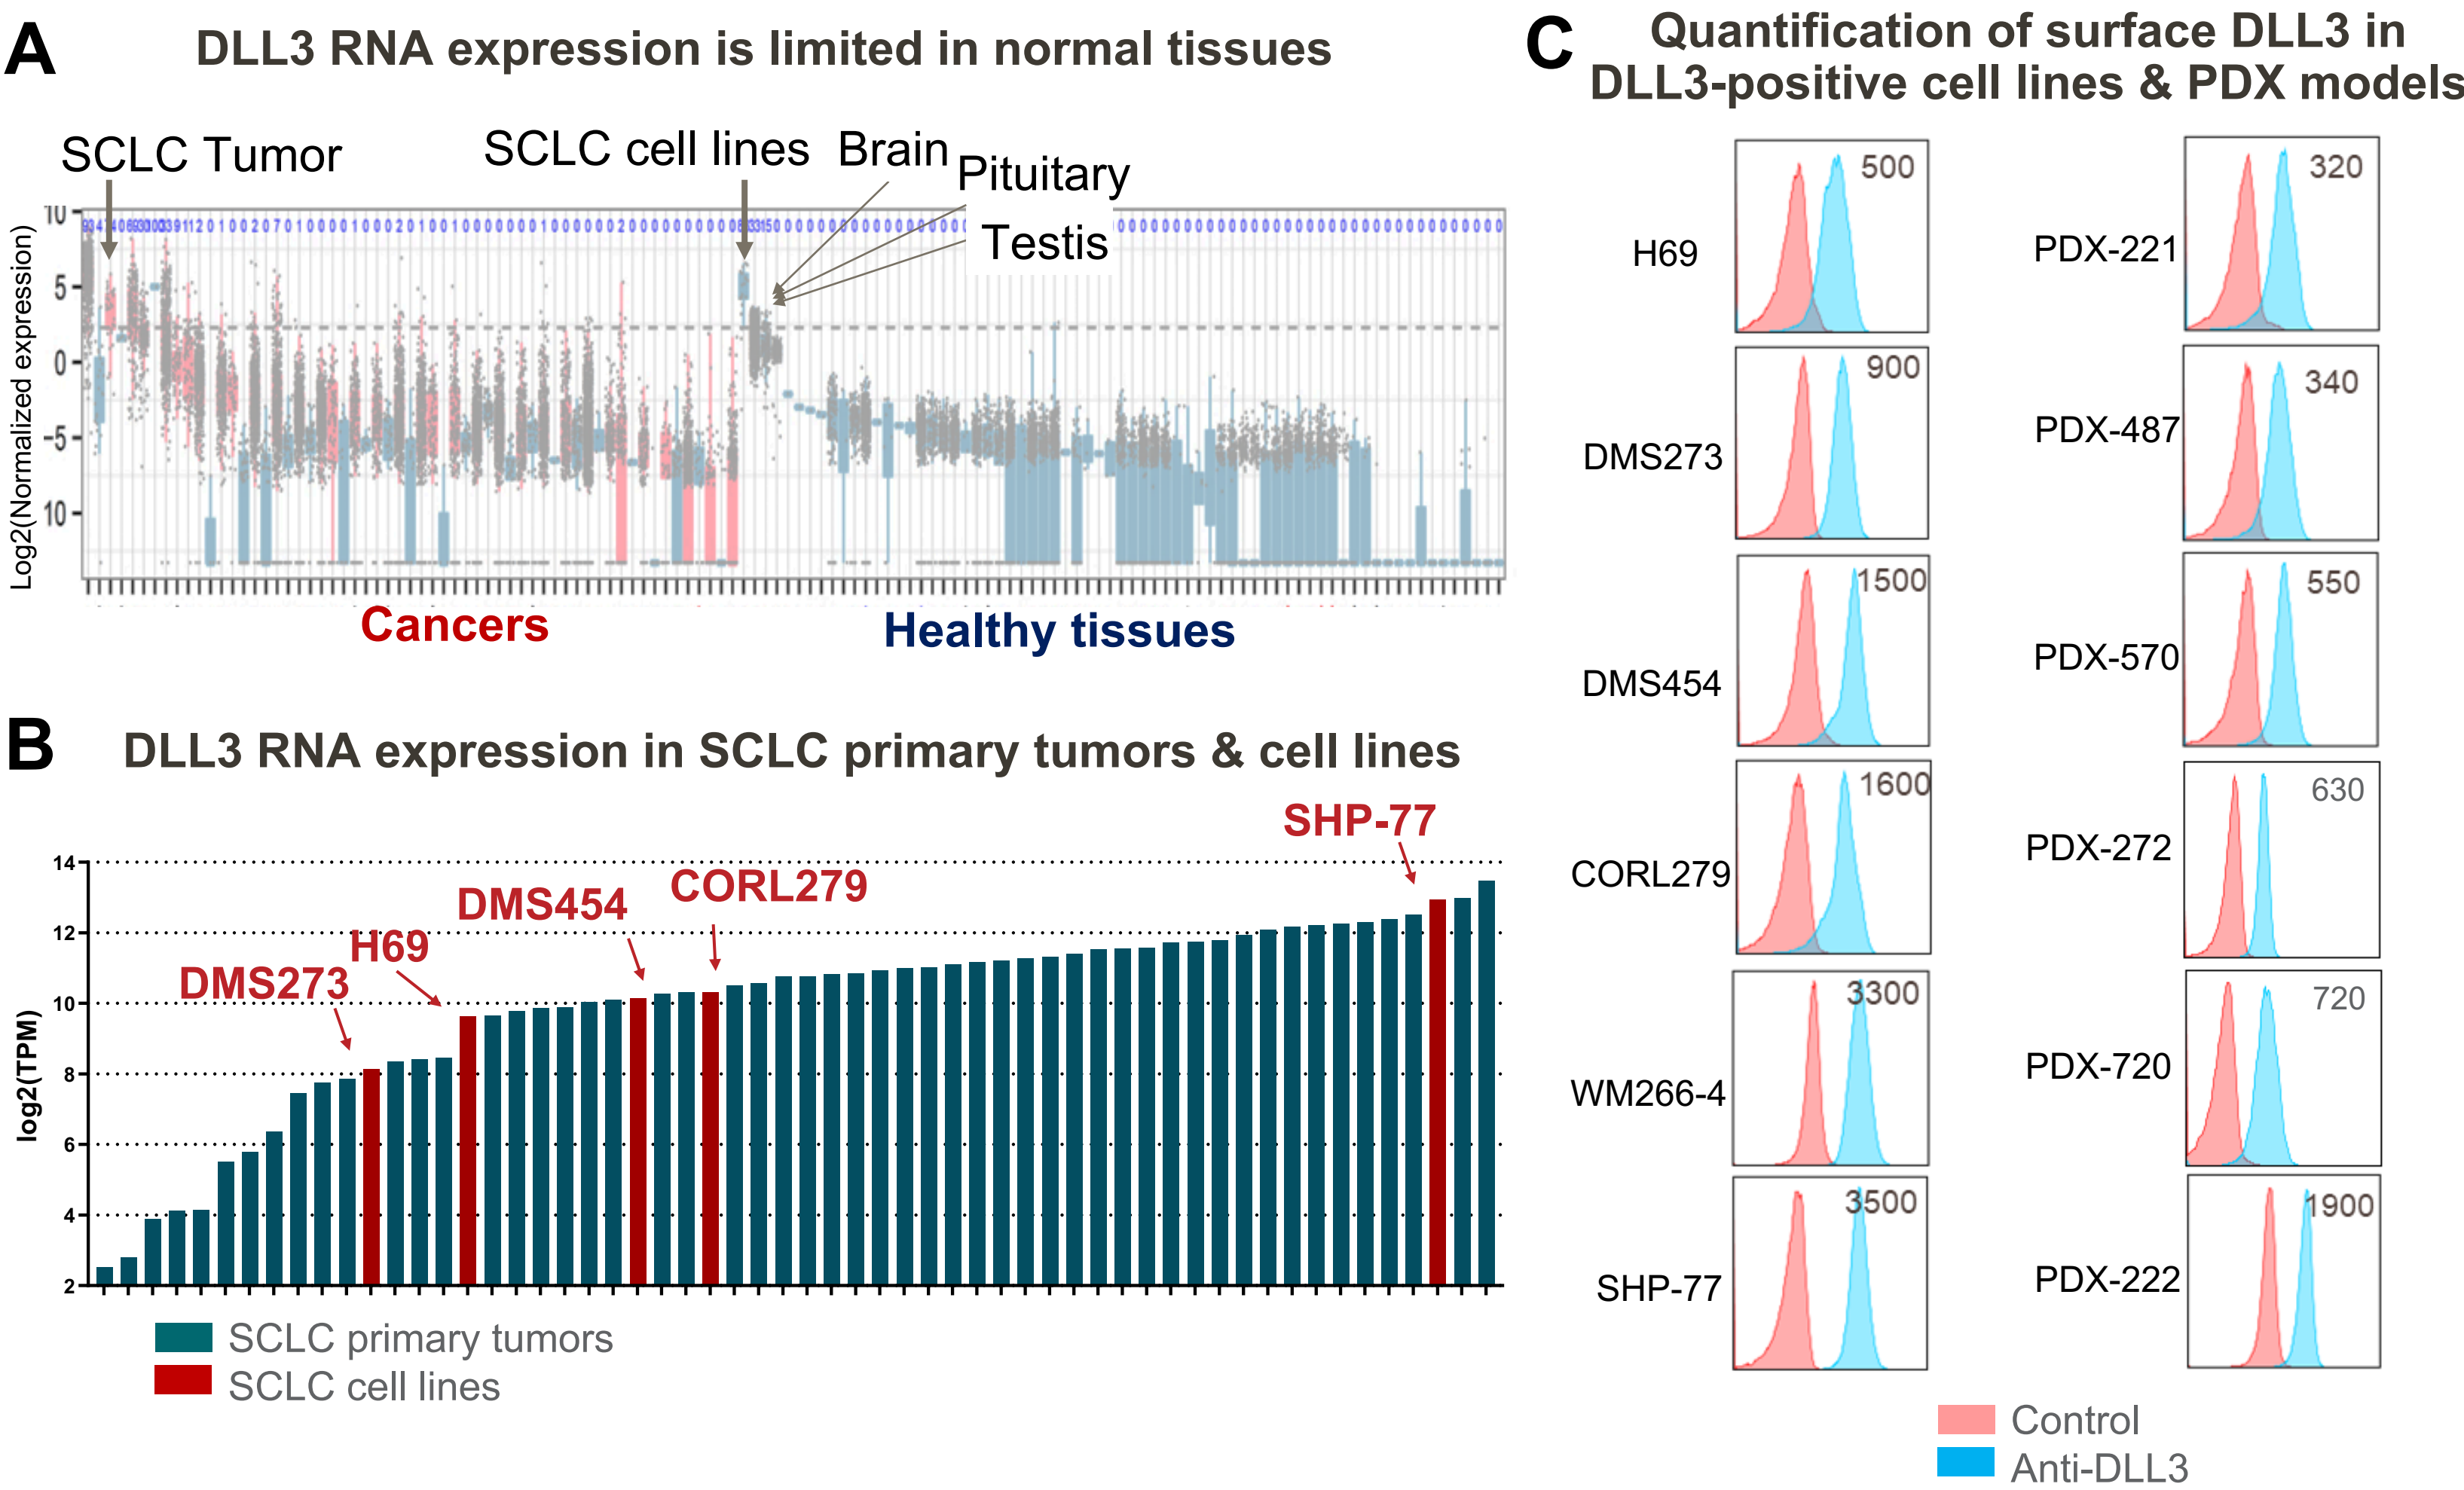 A
DLL3 RNA expression is limited in normal tissues
SCLC Tumor
SCLC cell lines
Brain
Pituitary
Testis
Log2(Normalized expression)
10
5
0
-5
10
Cancers
Healthy tissues
B
DLL3 RNA expression in SCLC primary tumors & cell lines
SHP-77
CORL279
DMS454
H69
DMS273
log2(TPM)
14
12
10
8
6
4
2
SCLC primary tumors
SCLC cell lines
C
Quantification of surface DLL3 in
DLL3-positive cell lines & PDX models
H69
500
PDX-221
320
DMS273
900
PDX-487
340
DMS454
1500
PDX-570
550
CORL279
1600
PDX-272
630
WM266-4
3300
PDX-720
720
SHP-77
3500
PDX-222
1900
Control
Anti-DLL3